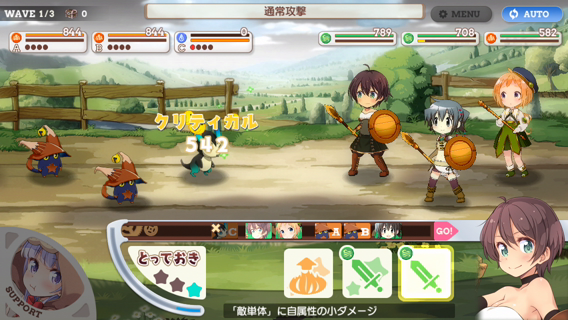 WAVE 1/3
0
通常攻撃
MENU
AUTO
844
A
844
B
0
C
789
708
582
クリティカル
542
C
A
B
GO!
とっておき
SUPPORT
「敵単体」に自属性の小ダメージ